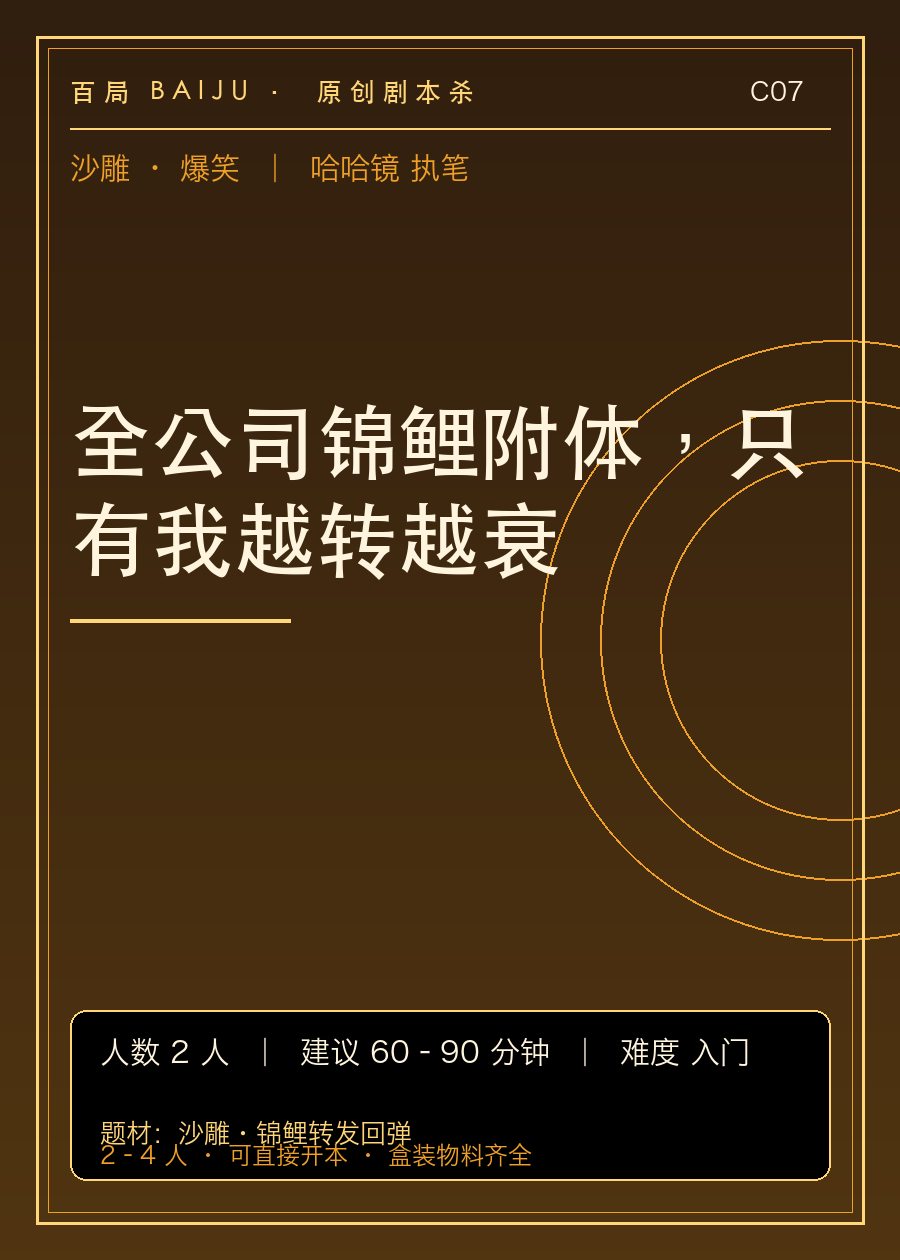 百局 BAIJU · 原创剧本杀
C07
沙雕 · 爆笑 ｜ 哈哈镜 执笔
全公司锦鲤附体，只
有我越转越衰
人数 2 人 ｜ 建议 60 - 90 分钟 ｜ 难度 入门
题材：沙雕·锦鲤转发回弹
2 - 4 人 · 可直接开本 · 盒装物料齐全